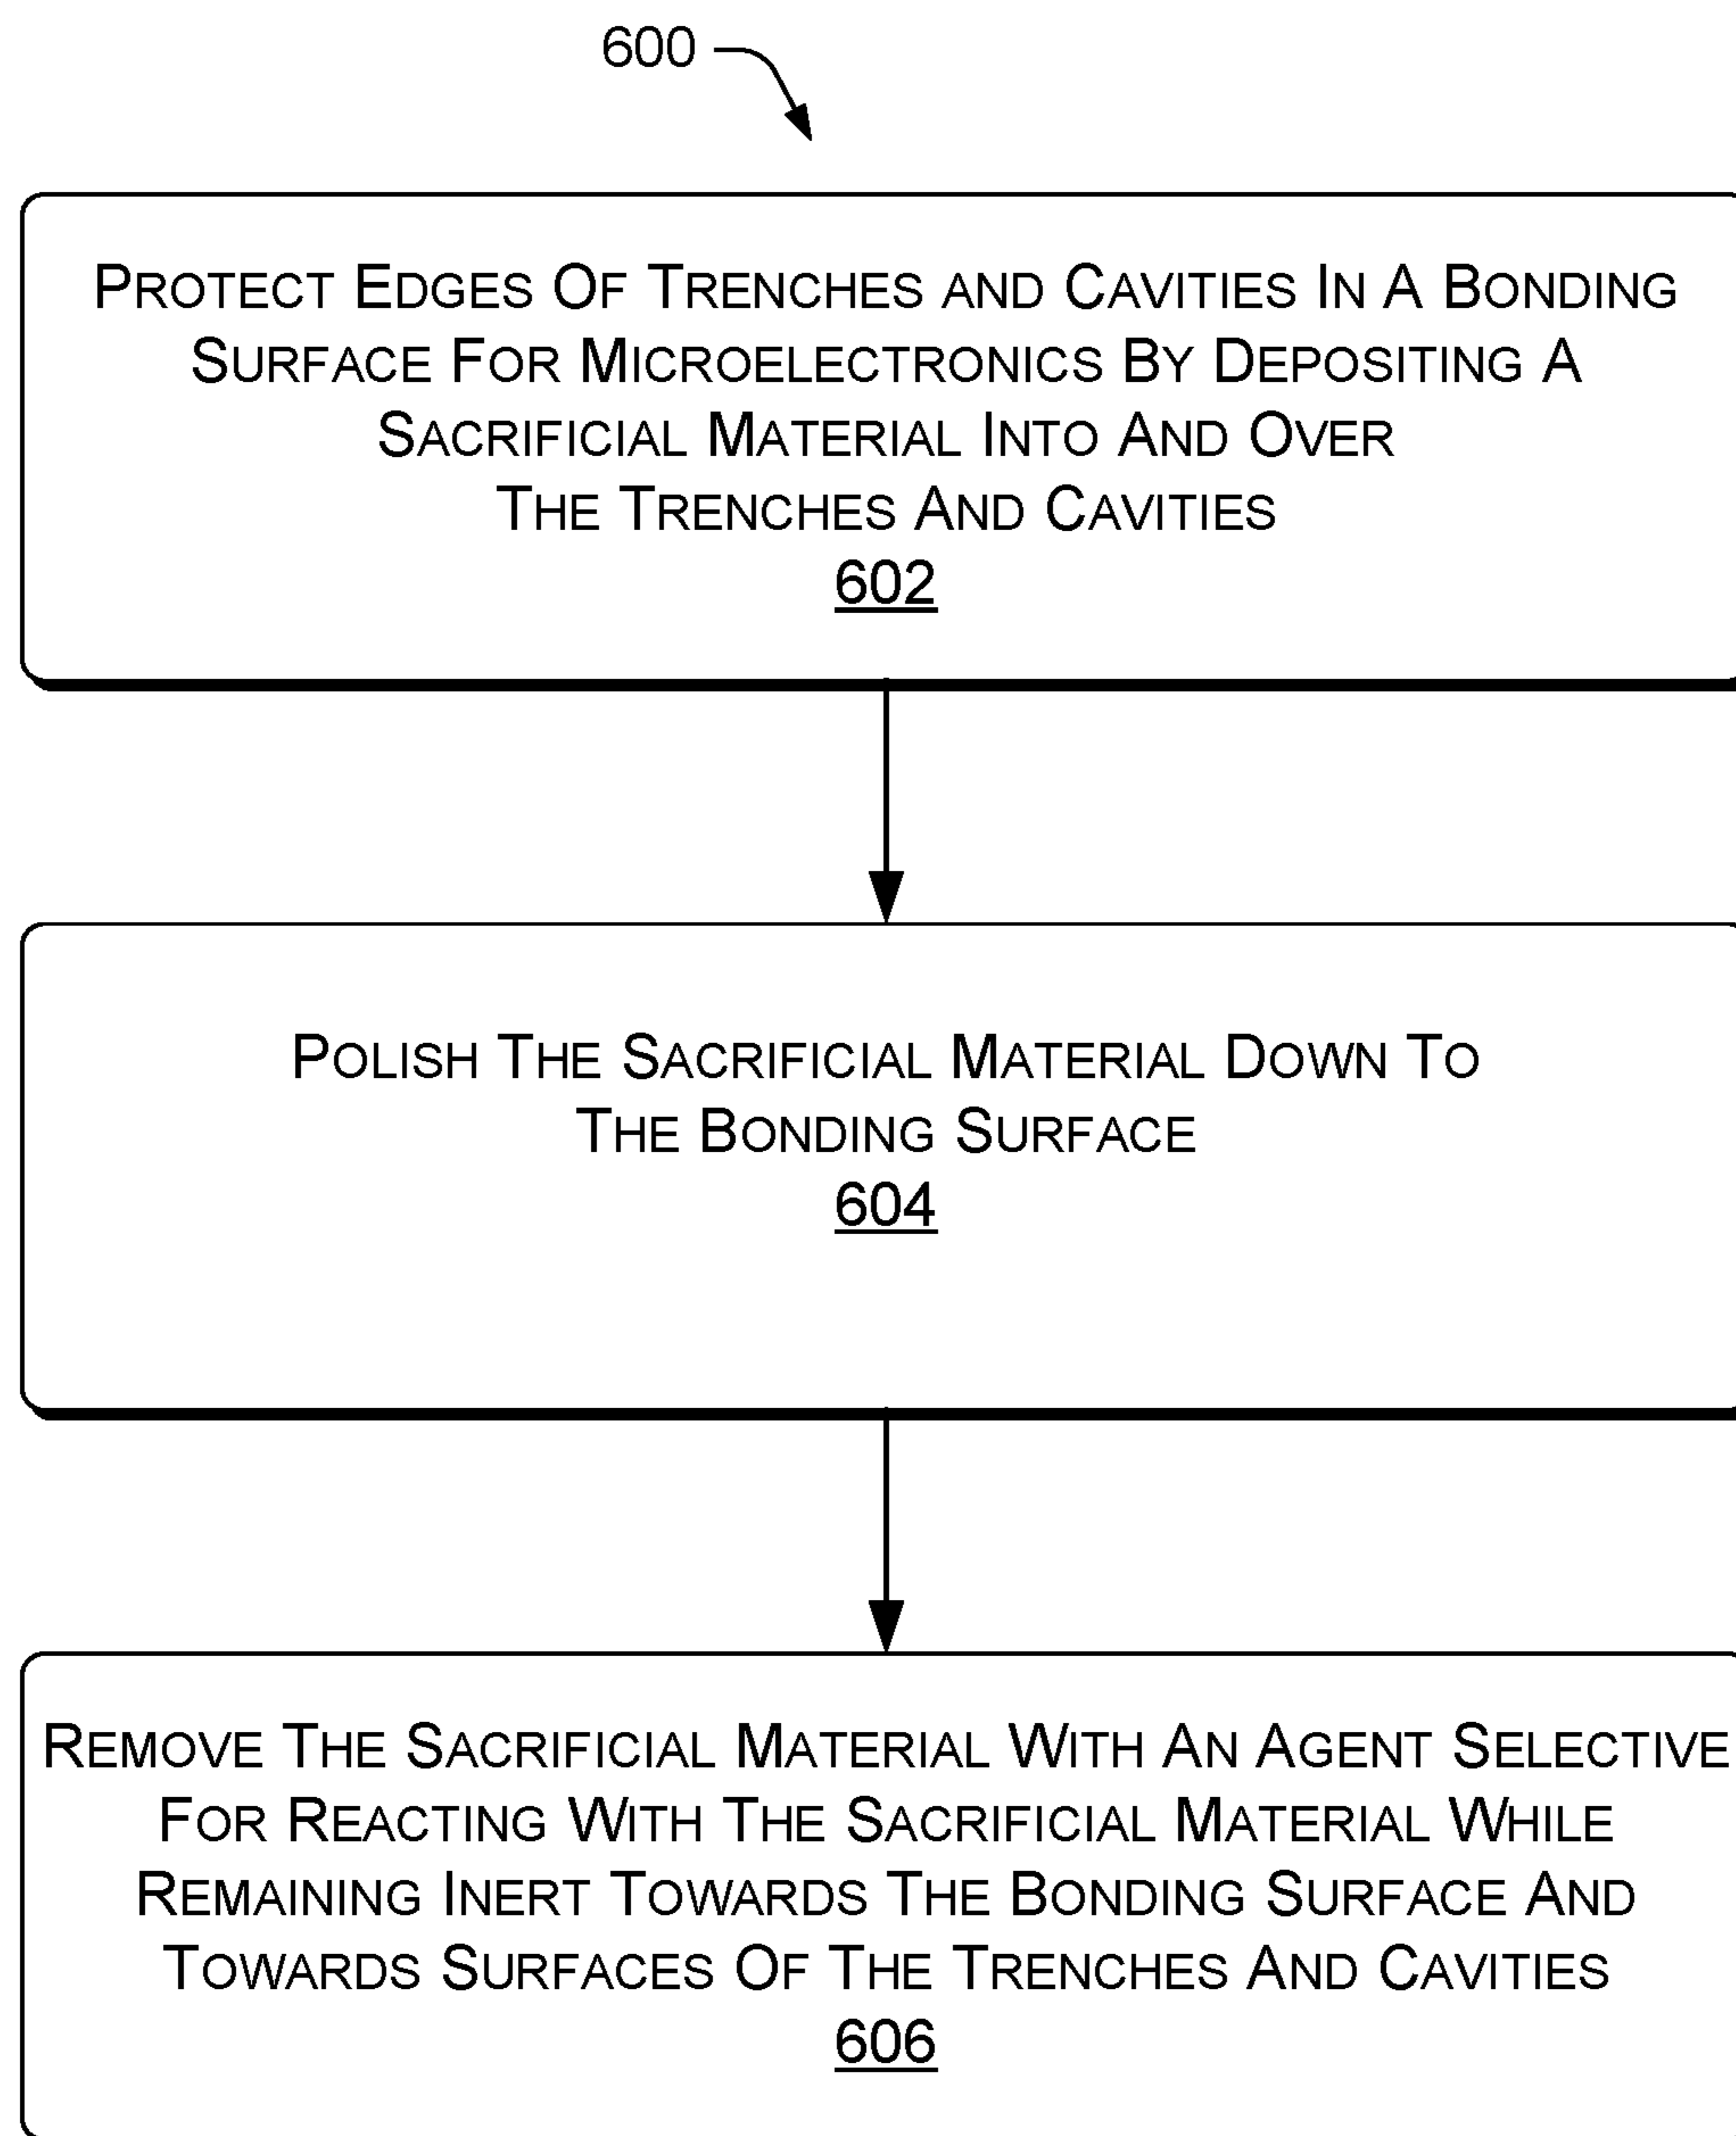 600
PROTECT EDGES OF TRENCHES AND CAVITIES IN A BONDING
SURFACE FOR MICROELECTRONICS BY DEPOSITING A
SACRIFICIAL MATERIAL INTO AND OVER
THE TRENCHES AND CAVITIES
602
POLISH THE SACRIFICIAL MATERIAL DOWN TO
THE BONDING SURFACE
604
REMOVE THE SACRIFICIAL MATERIAL WITH AN AGENT SELECTIVE
FOR REACTING WITH THE SACRIFICIAL MATERIAL WHILE
REMAINING INERT TOWARDS THE BONDING SURFACE AND
TOWARDS SURFACES OF THE TRENCHES AND CAVITIES
606